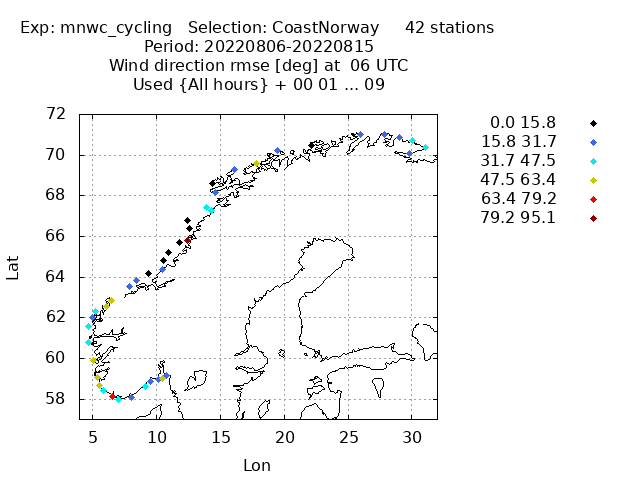 Exp: mnwc_cycling   Selection: CoastNorway     42 stations
Period: 20220806-20220815
Wind direction rmse [deg] at  06 UTC
Used {All hours} + 00 01 ... 09
72
70
68
66
64
62
60
58
Lat
5 10 15 20 25 30
Lon
0.0 15.8
15.8 31.7
31.7 47.5
47.5 63.4
63.4 79.2
79.2 95.1